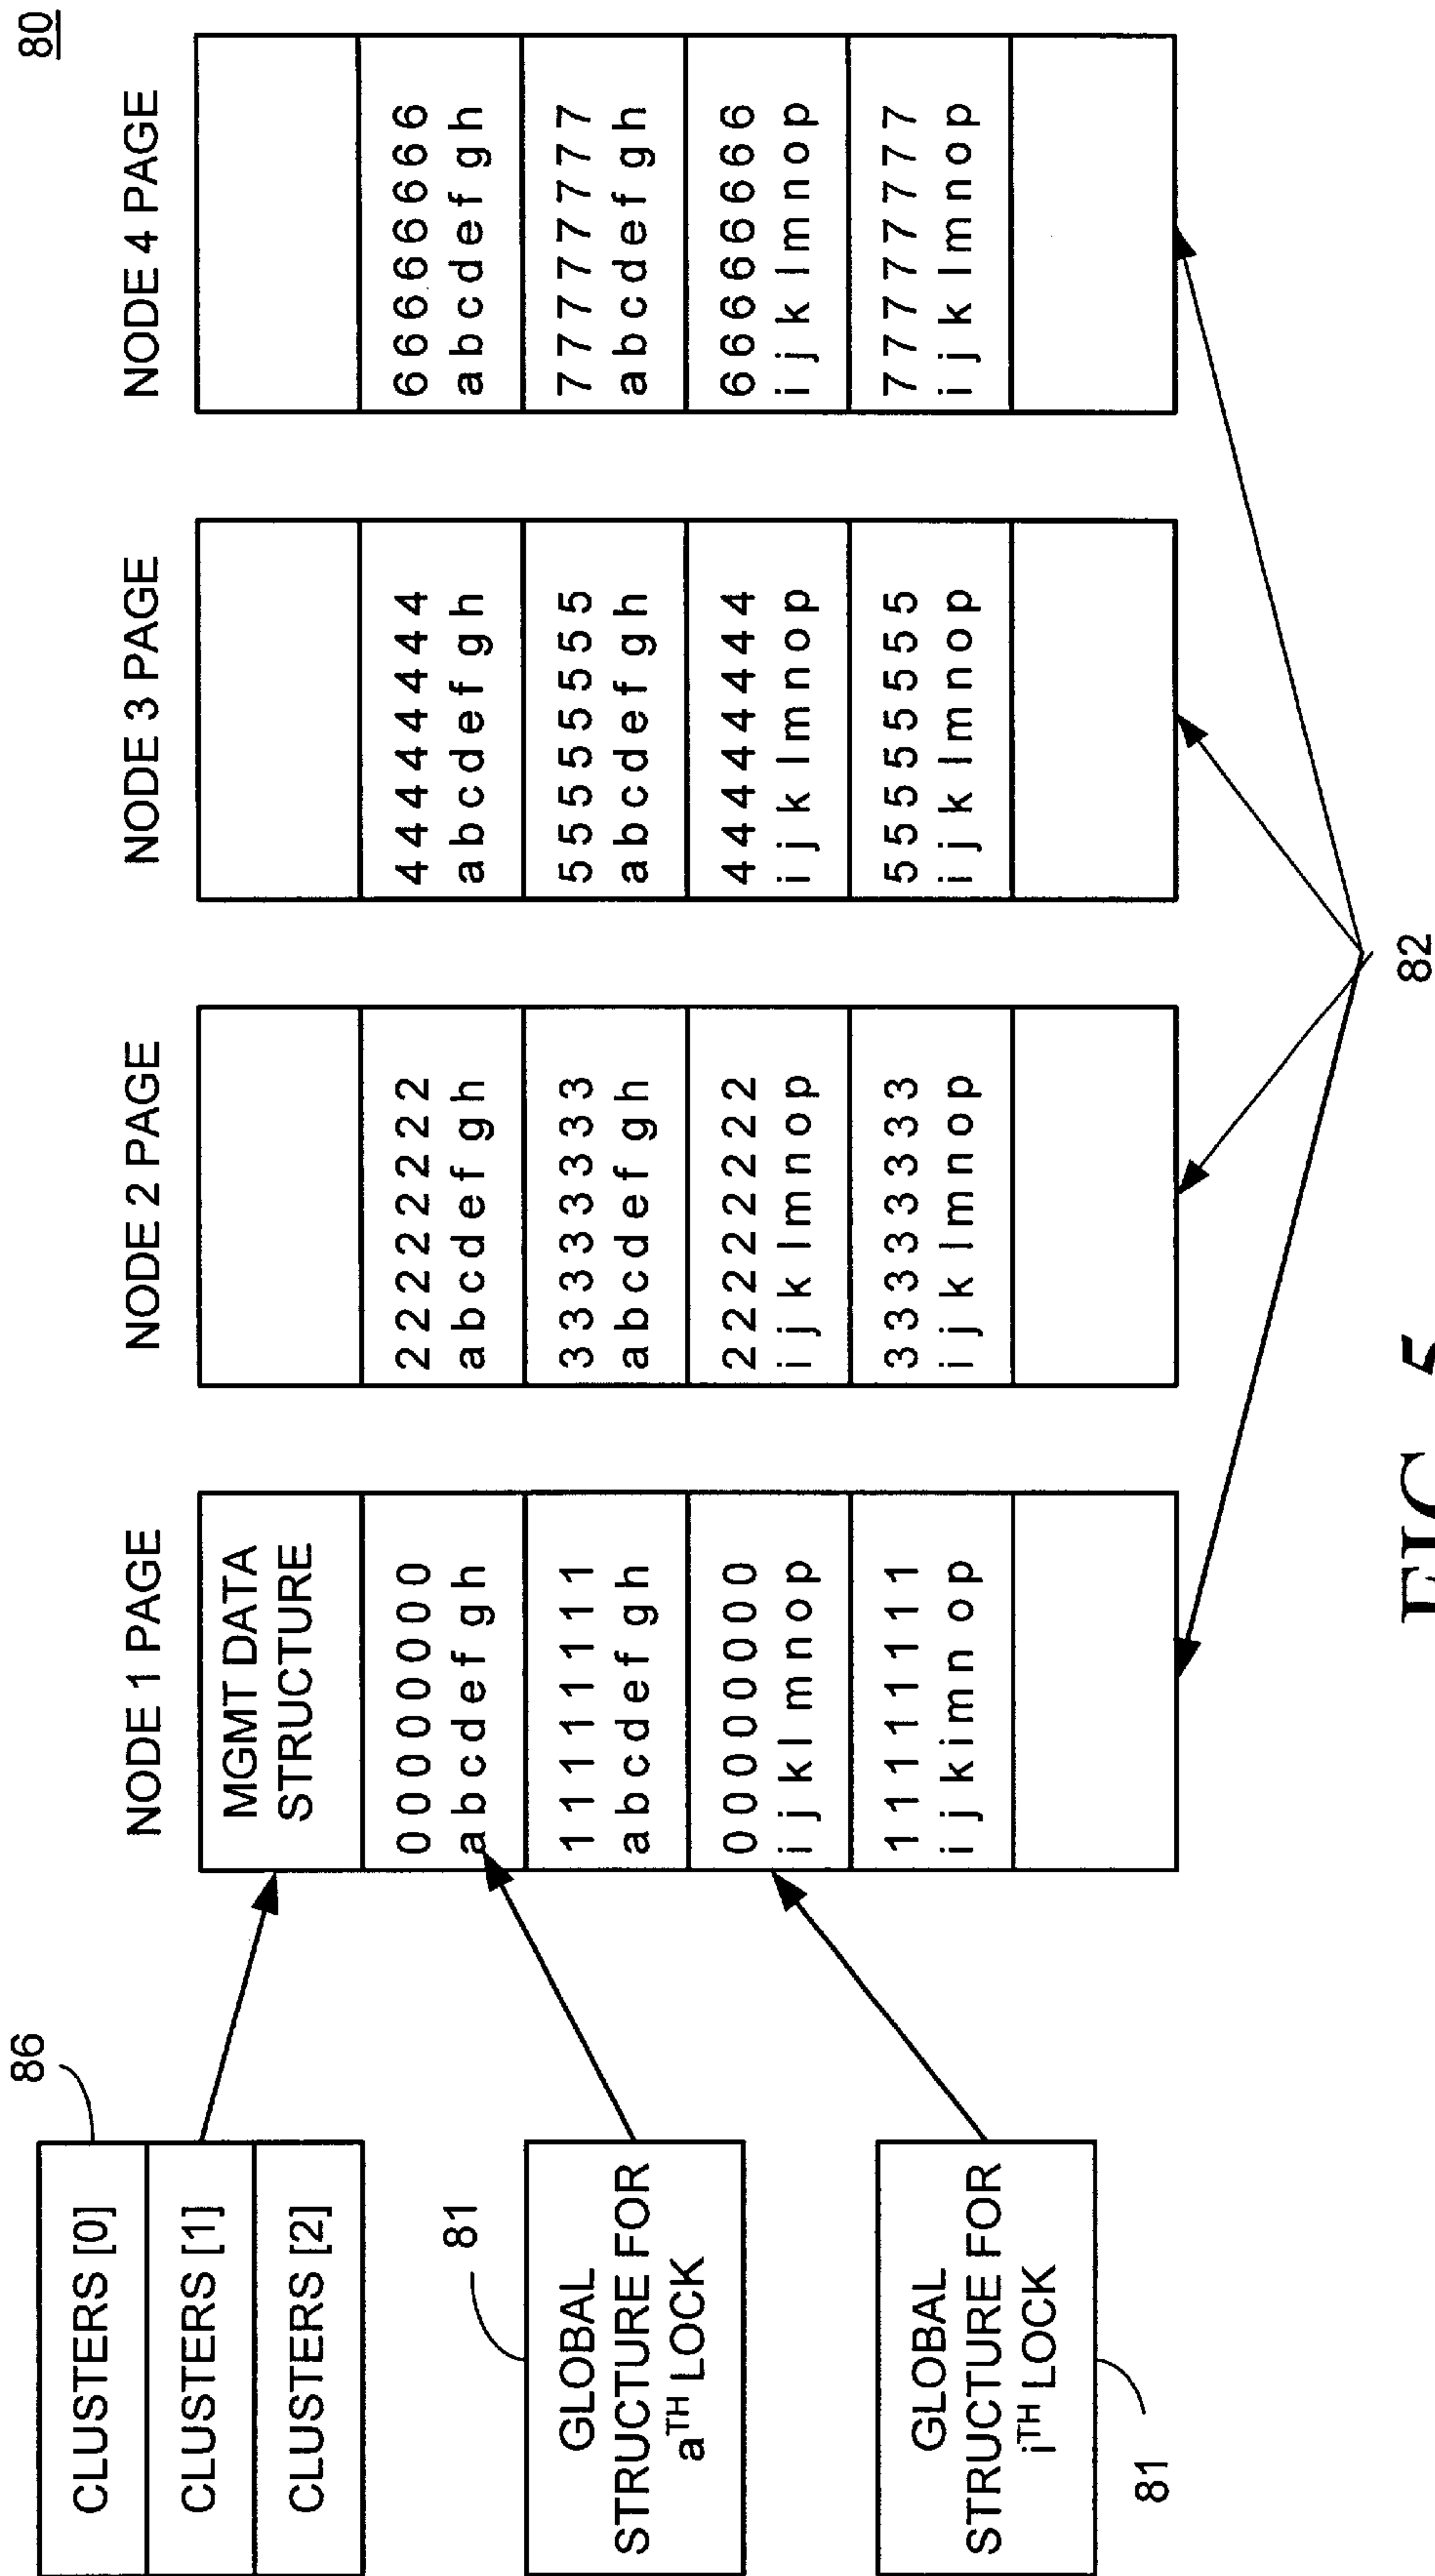 80
86
CLUSTERS [0]
CLUSTERS [1]
CLUSTERS [2]
81
GLOBAL
STRUCTURE FOR
aTH LOCK
GLOBAL
STRUCTURE FOR
iTH LOCK
81
NODE 1 PAGE
MGMT DATA
STRUCTURE
0 0 0 0 0 0 0 0
a b c d e f g h
1 1 1 1 1 1 1 1
a b c d e f g h
0 0 0 0 0 0 0 0
i j k l m n o p
1 1 1 1 1 1 1 1
i j k i m n o p
NODE 2 PAGE
2 2 2 2 2 2 2 2
a b c d e f g h
3 3 3 3 3 3 3 3
a b c d e f g h
2 2 2 2 2 2 2 2
i j k l m n o p
3 3 3 3 3 3 3 3
i j k l m n o p
NODE 3 PAGE
4 4 4 4 4 4 4 4
a b c d e f g h
5 5 5 5 5 5 5 5
a b c d e f g h
4 4 4 4 4 4 4 4
i j k l m n o p
5 5 5 5 5 5 5 5
i j k l m n o p
NODE 4 PAGE
6 6 6 6 6 6 6 6
a b c d e f g h
7 7 7 7 7 7 7 7
a b c d e f g h
6 6 6 6 6 6 6 6
i j k l m n o p
7 7 7 7 7 7 7 7
i j k l m n o p
82
FIG. 5